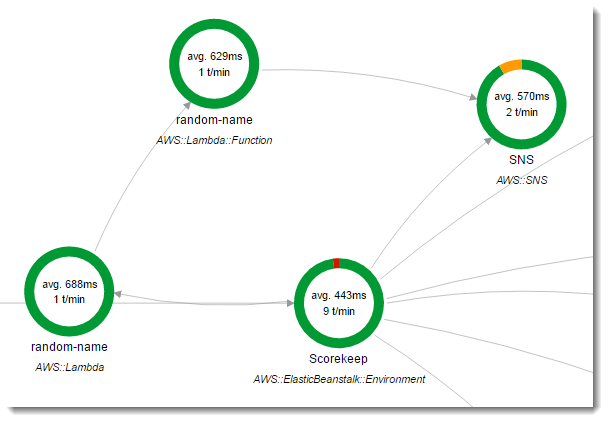 avg. 629ms
1 t/min
random-name
AWS::Lambda::Function
avg. 570ms
2 t/min
SNS
AWS::SNS
avg. 688ms
1 t/min
random-name
AWS::Lambda
avg. 443ms
9 t/min
Scorekeep
AWS::ElasticBeanstalk::Environment